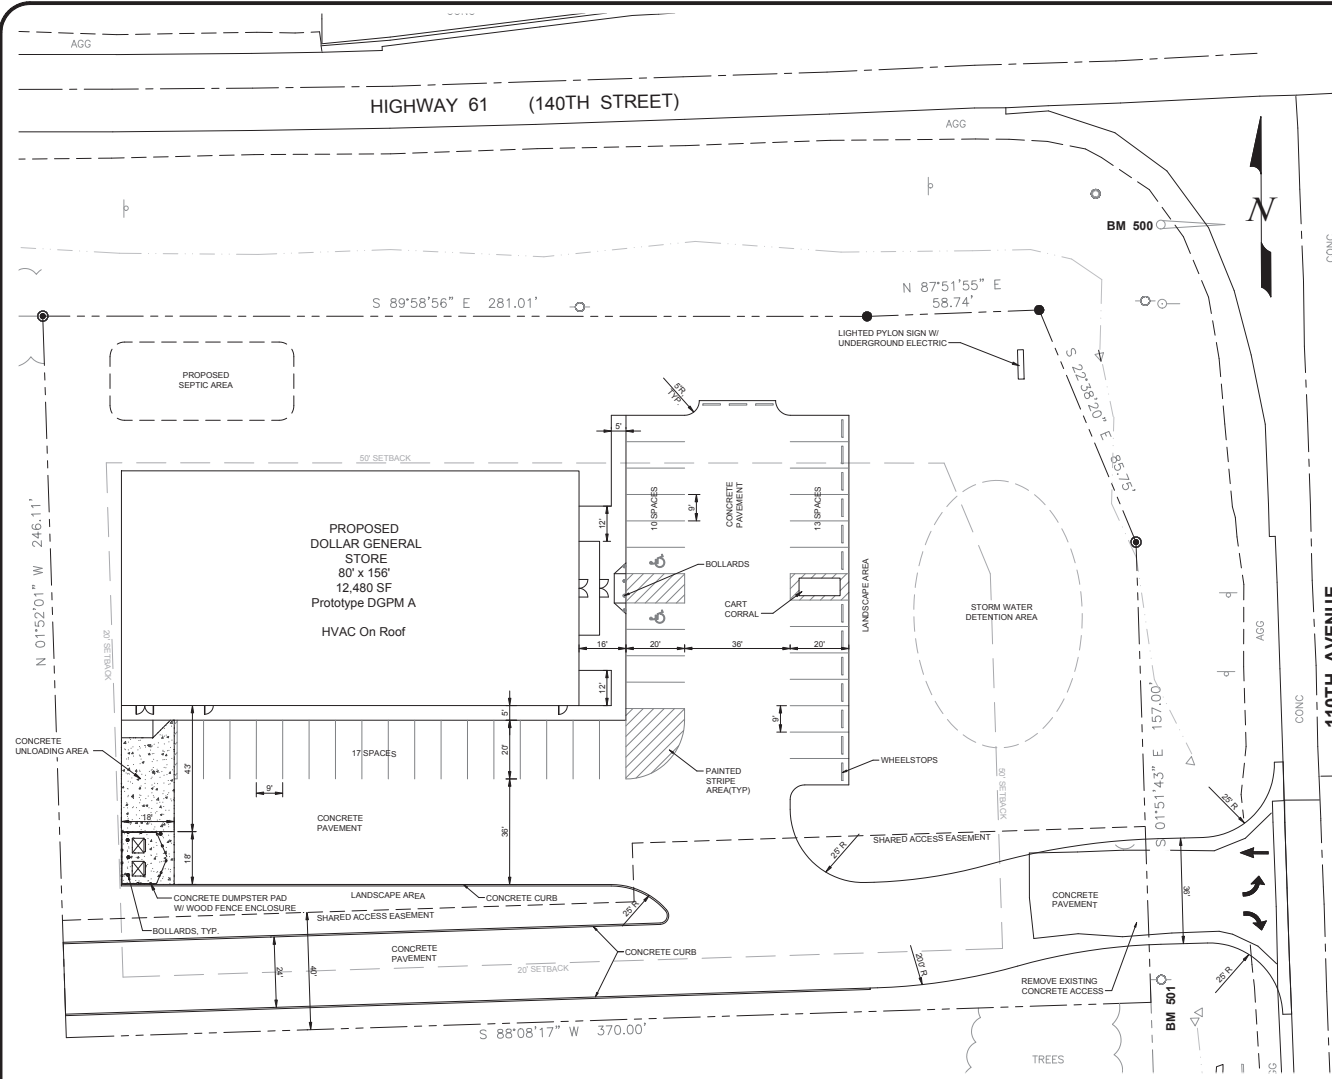 AGG
HIGHWAY 61 (140TH STREET)
AGG
N
BM 500
CONC
S 89°58'56" E 281.01'
N 87°51'55" E
58.74'
LIGHTED PYLON SIGN W/
UNDERGROUND ELECTRIC
S 22°38'20" E 85.75'
PROPOSED
SEPTIC AREA
5'R
TYP.
5'
50' SETBACK
N 01°52'01" W 246.11'
PROPOSED
DOLLAR GENERAL
STORE
80' x 156'
12,480 SF
Prototype DGPM A
HVAC On Roof
12'
10 SPACES
9'
CONCRETE
PAVEMENT
13 SPACES
BOLLARDS
CART
CORRAL
LANDSCAPE AREA
STORM WATER
DETENTION AREA
AGG
110TH AVENUE
20' SETBACK
16'
20'
36'
20'
12'
CONC
S 01°51'43" E 157.00'
5'
9'
CONCRETE
UNLOADING AREA
43'
17 SPACES
20'
PAINTED
STRIPE
AREA(TYP)
WHEELSTOPS
50' SETBACK
9'
18'
CONCRETE
PAVEMENT
36'
25' R
SHARED ACCESS EASEMENT
25' R
18'
CONCRETE DUMPSTER PAD
W/ WOOD FENCE ENCLOSURE
LANDSCAPE AREA
CONCRETE CURB
SHARED ACCESS EASEMENT
25' R
CONCRETE
PAVEMENT
36'
BOLLARDS, TYP.
CONCRETE
PAVEMENT
CONCRETE CURB
24'
40'
20' SETBACK
200' R
REMOVE EXISTING
CONCRETE ACCESS
25' R
BM 501
S 88°08'17" W 370.00'
TREES
AGG